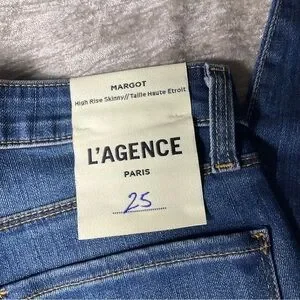 MARGOT
High Rise Skinny//Taille Haute Etroit
L'AGENCE
PARIS
25